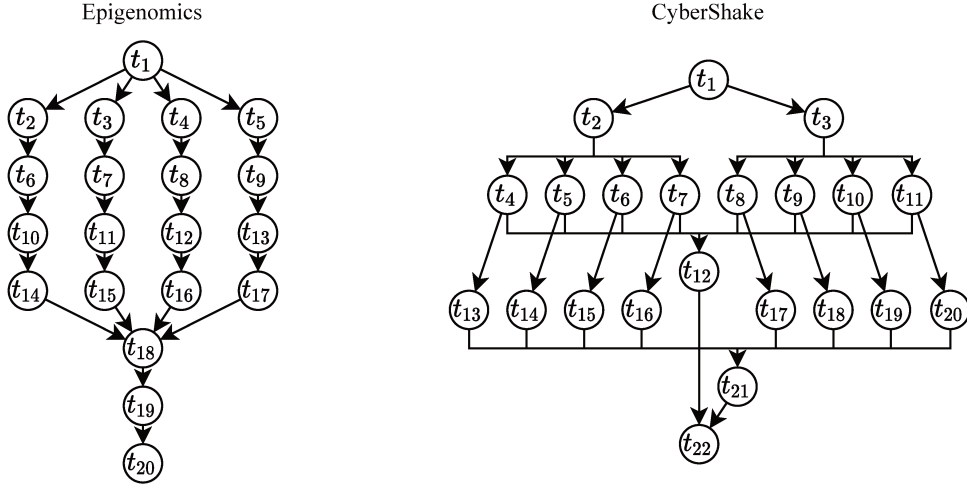 Epigenomics
t1
t2 t3 t4 t5
t6 t7 t8 t9
t10 t11 t12 t13
t14 t15 t16 t17
t18
t19
t20
CyberShake
t1
t2 t3
t4 t5 t6 t7 t8 t9 t10 t11
t12
t13 t14 t15 t16 t17 t18 t19 t20
t21
t22